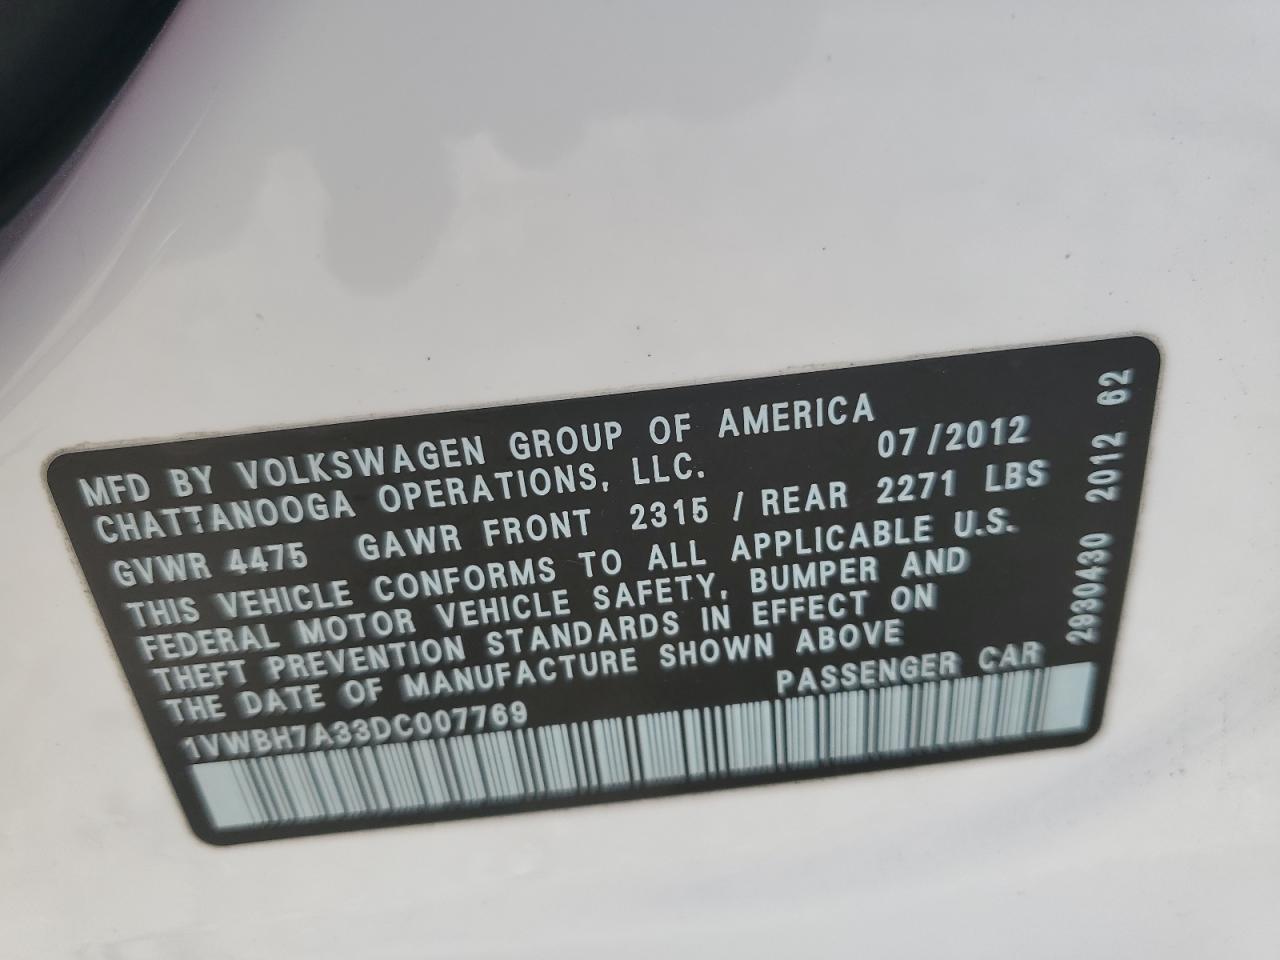 MFD BY VOLKSWAGEN GROUP OF AMERICA
CHATTANOOGA OPERATIONS, LLC. 07/2012
GVWR 4475 GAWR FRONT 2315 / REAR 2271 LBS
THIS VEHICLE CONFORMS TO ALL APPLICABLE U.S.
FEDERAL MOTOR VEHICLE SAFETY, BUMPER AND
THEFT PREVENTION STANDARDS IN EFFECT ON
THE DATE OF MANUFACTURE SHOWN ABOVE
1VWBH7A33DC007769 PASSENGER CAR
2930430 2012 62